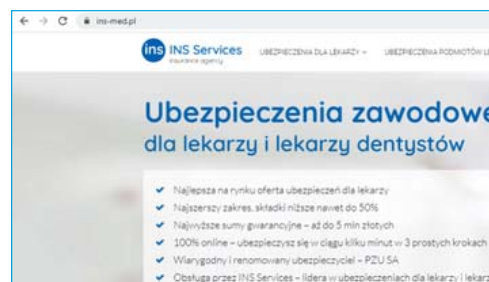 ins-med.pl
ins INS Services
insurance agency
UBEZPIECZENIA DLA LEKARZY
UBEZPIECZENIA PODMIOTÓW
Ubezpieczenia zawodowe
dla lekarzy i lekarzy dentystów
Najlepsza na rynku oferta ubezpieczeń dla lekarzy
Najszerszy zakres, składki niższe nawet do 50%
Najwyższe sumy gwarancyjne – aż do 5 mln złotych
100% online – ubezpieczysz się w ciągu kilku minut w 3 prostych krokach
Wiarygodny i renomowany ubezpieczyciel – PZU SA
Obsługa przez INS Services – lidera w ubezpieczeniach dla lekarzy i